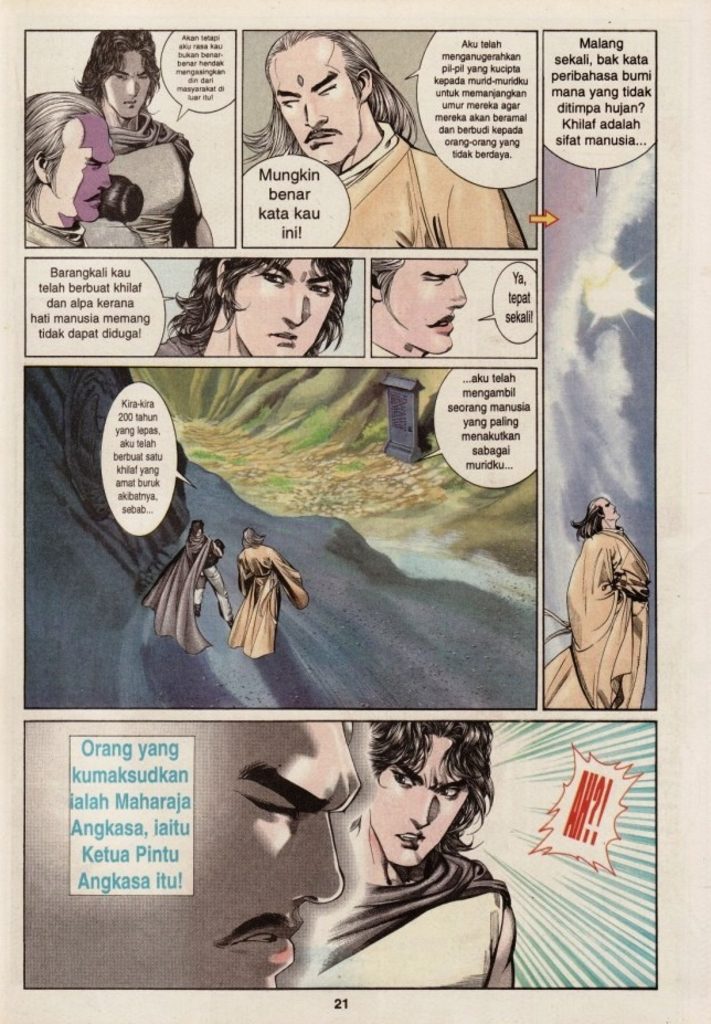 Akan tetapi
aku rasa kau
bukan benar-
benar hendak
mengasingkan
diri dari
masyarakat di
luar itu!
Mungkin
benar
kata kau
ini!
Aku telah
menganugerahkan
pil-pil yang kucipta
kepada murid-muridku
untuk memanjangkan
umur mereka agar
mereka akan beramal
dan berbudi kepada
orang-orang yang
tidak berdaya.
Malang
sekali, bak kata
peribahasa bumi
mana yang tidak
ditimpa hujan?
Khilaf adalah
sifat manusia...
Barangkali kau
telah berbuat khilaf
dan alpa kerana
hati manusia memang
tidak dapat diduga!
Ya,
tepat
sekali!
Kira-kira
200 tahun
yang lepas,
aku telah
berbuat satu
khilaf yang
amat buruk
akibatnya,
sebab...
...aku telah
mengambil
seorang manusia
yang paling
menakutkan
sabagai
muridku...
Orang yang
kumaksudkan
ialah Maharaja
Angkasa, iaitu
Ketua Pintu
Angkasa itu!
AH?!
21